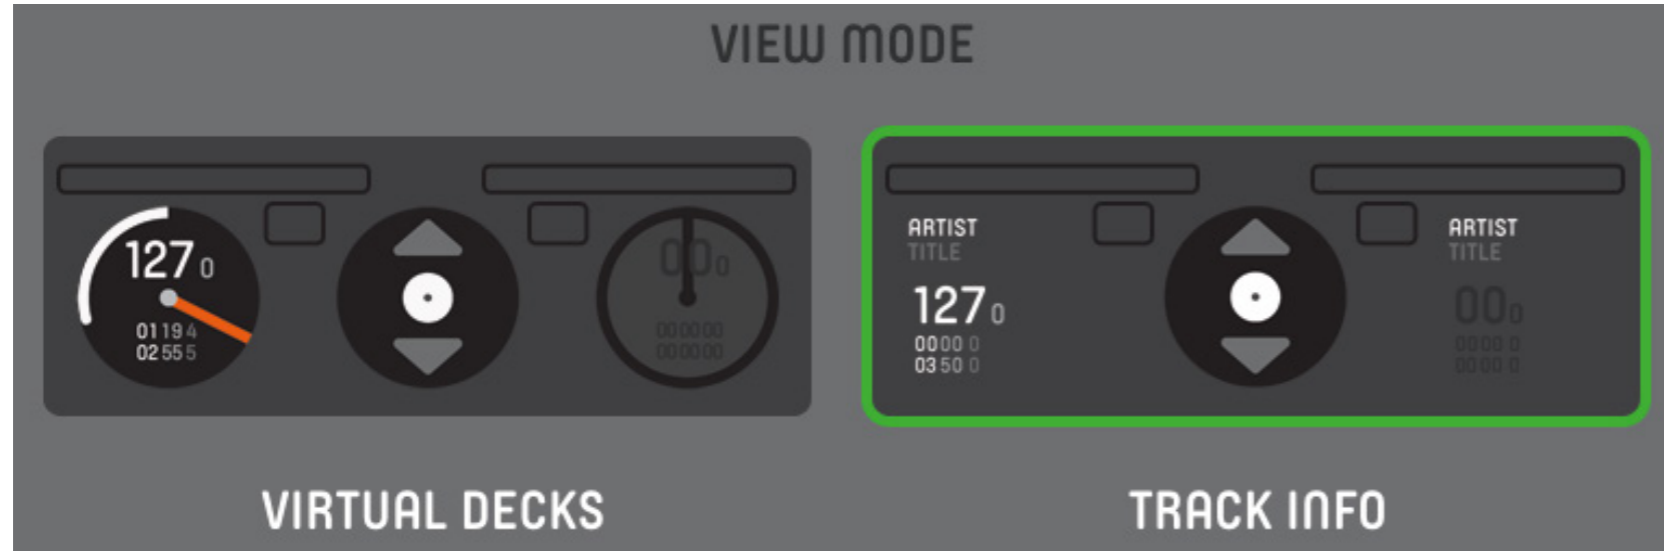 VIEW MODE
127 0
01 19 4
02 55 5
00 0
00 00 00
00 00 00
ARTIST
TITLE
127 0
00 00 0
03 50 0
ARTIST
TITLE
00 0
00 00 0
00 00 0
VIRTUAL DECKS
TRACK INFO